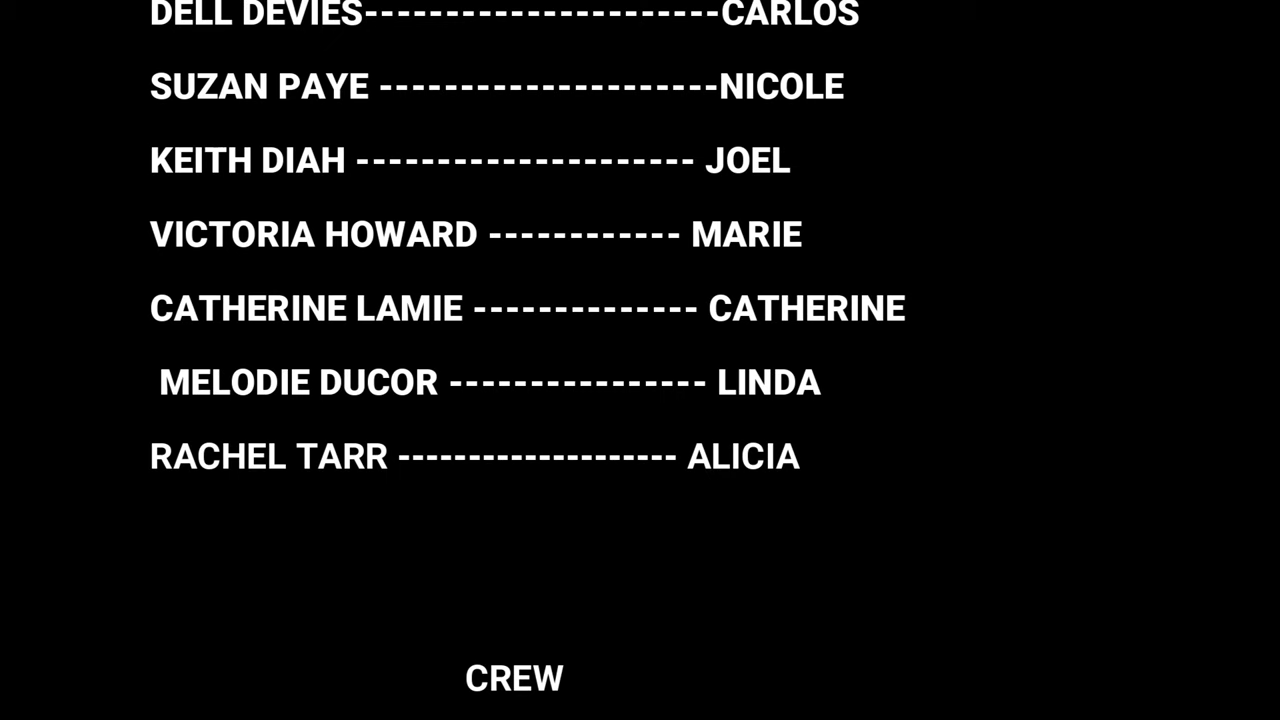 DELL DEVIES----------------------CARLOS
SUZAN PAYE ---------------------NICOLE
KEITH DIAH --------------------- JOEL
VICTORIA HOWARD ------------ MARIE
CATHERINE LAMIE -------------- CATHERINE
MELODIE DUCOR ---------------- LINDA
RACHEL TARR -------------------- ALICIA
CREW